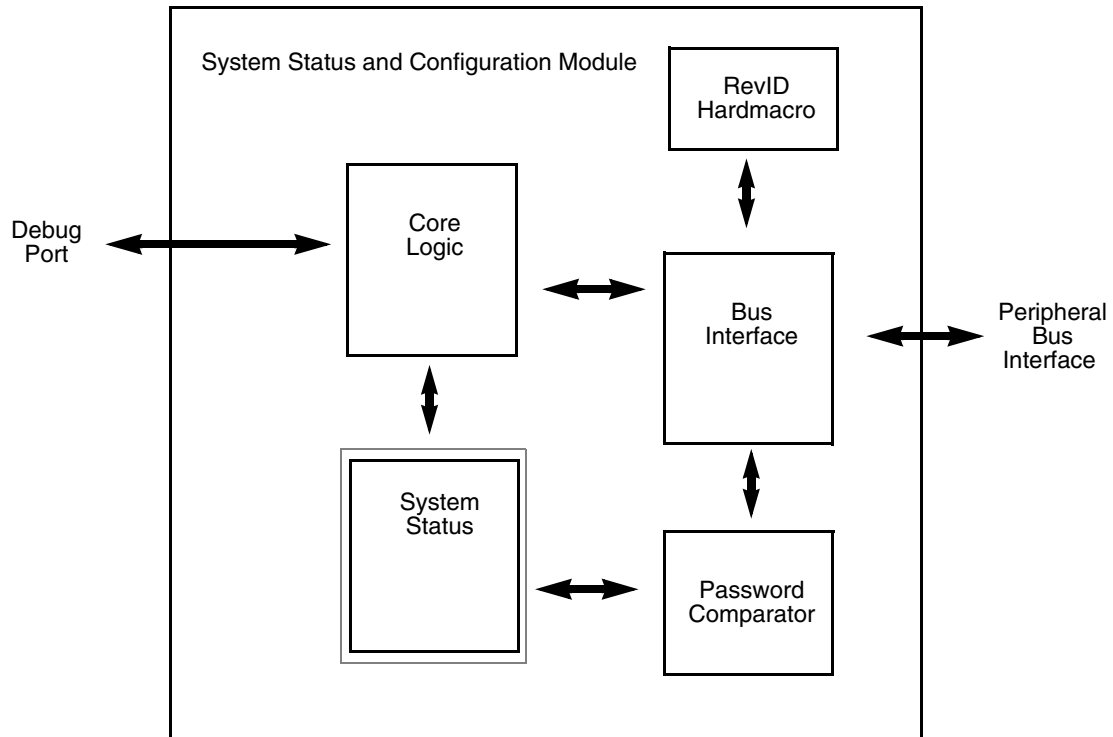 System Status and Configuration Module
RevID
Hardmacro
Core
Logic
Debug
Port
Bus
Interface
Peripheral
Bus
Interface
System
Status
Password
Comparator